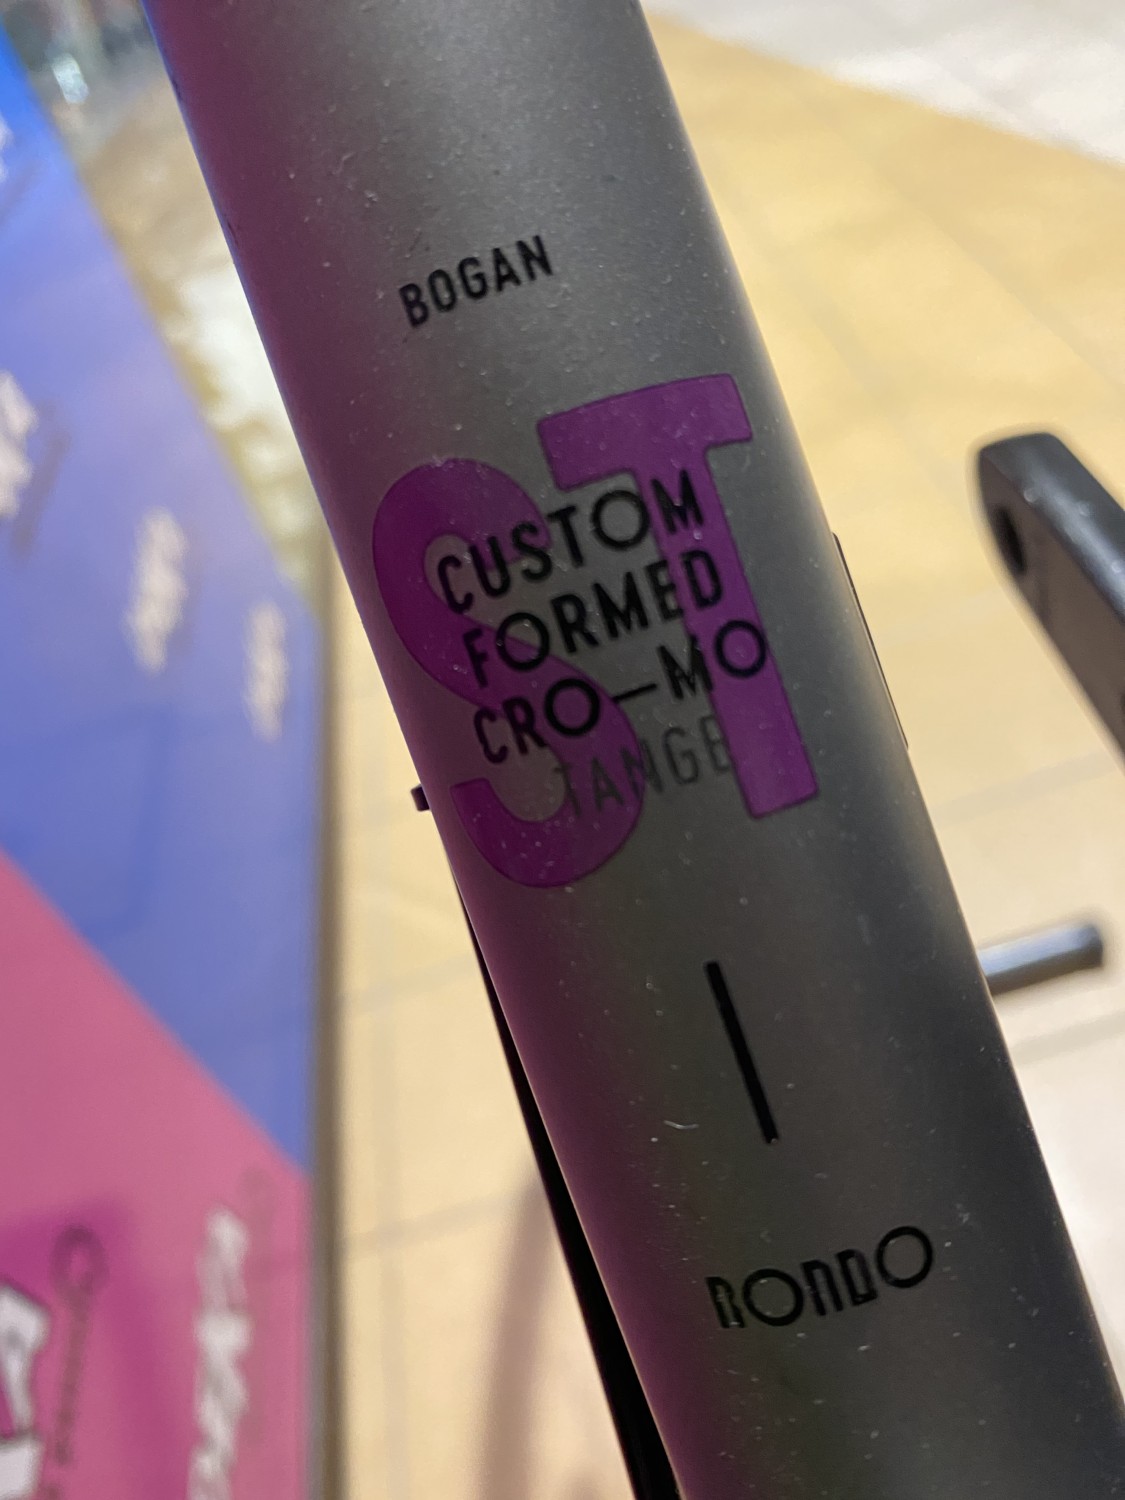 BOGAN
ST
CUSTOM
FORMED
CRO—MO
TANGE
RONDO